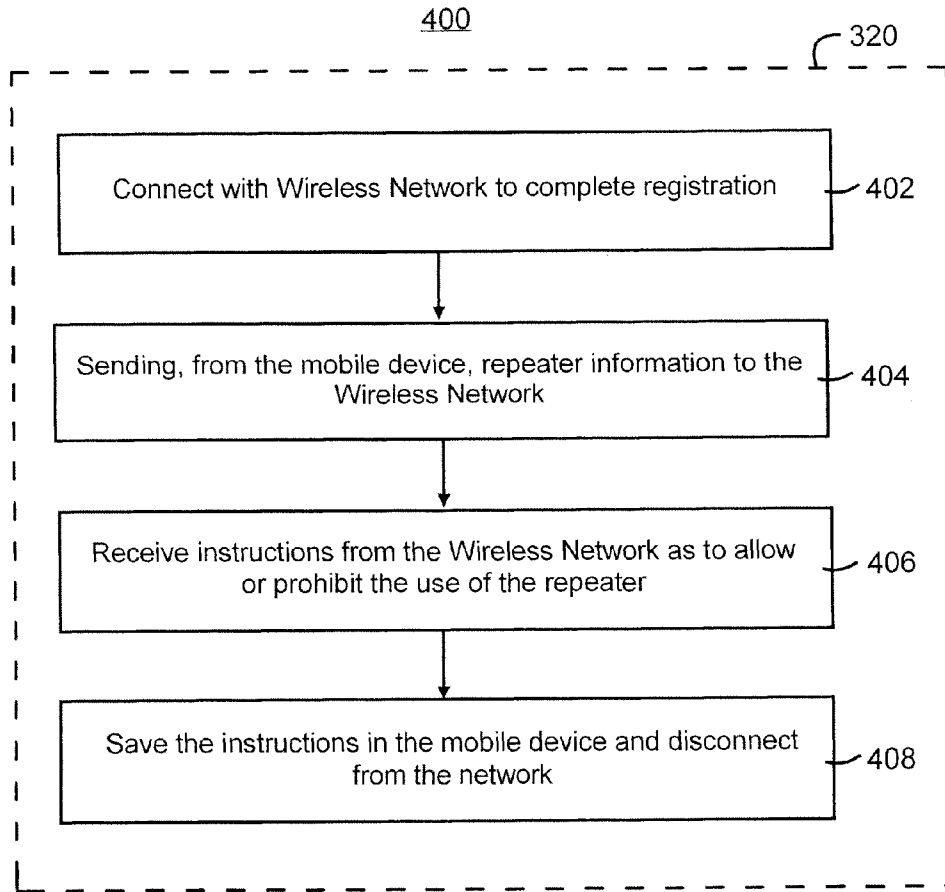 400
320
Connect with Wireless Network to complete registration
402
Sending, from the mobile device, repeater information to the
Wireless Network
404
Receive instructions from the Wireless Network as to allow
or prohibit the use of the repeater
406
Save the instructions in the mobile device and disconnect
from the network
408